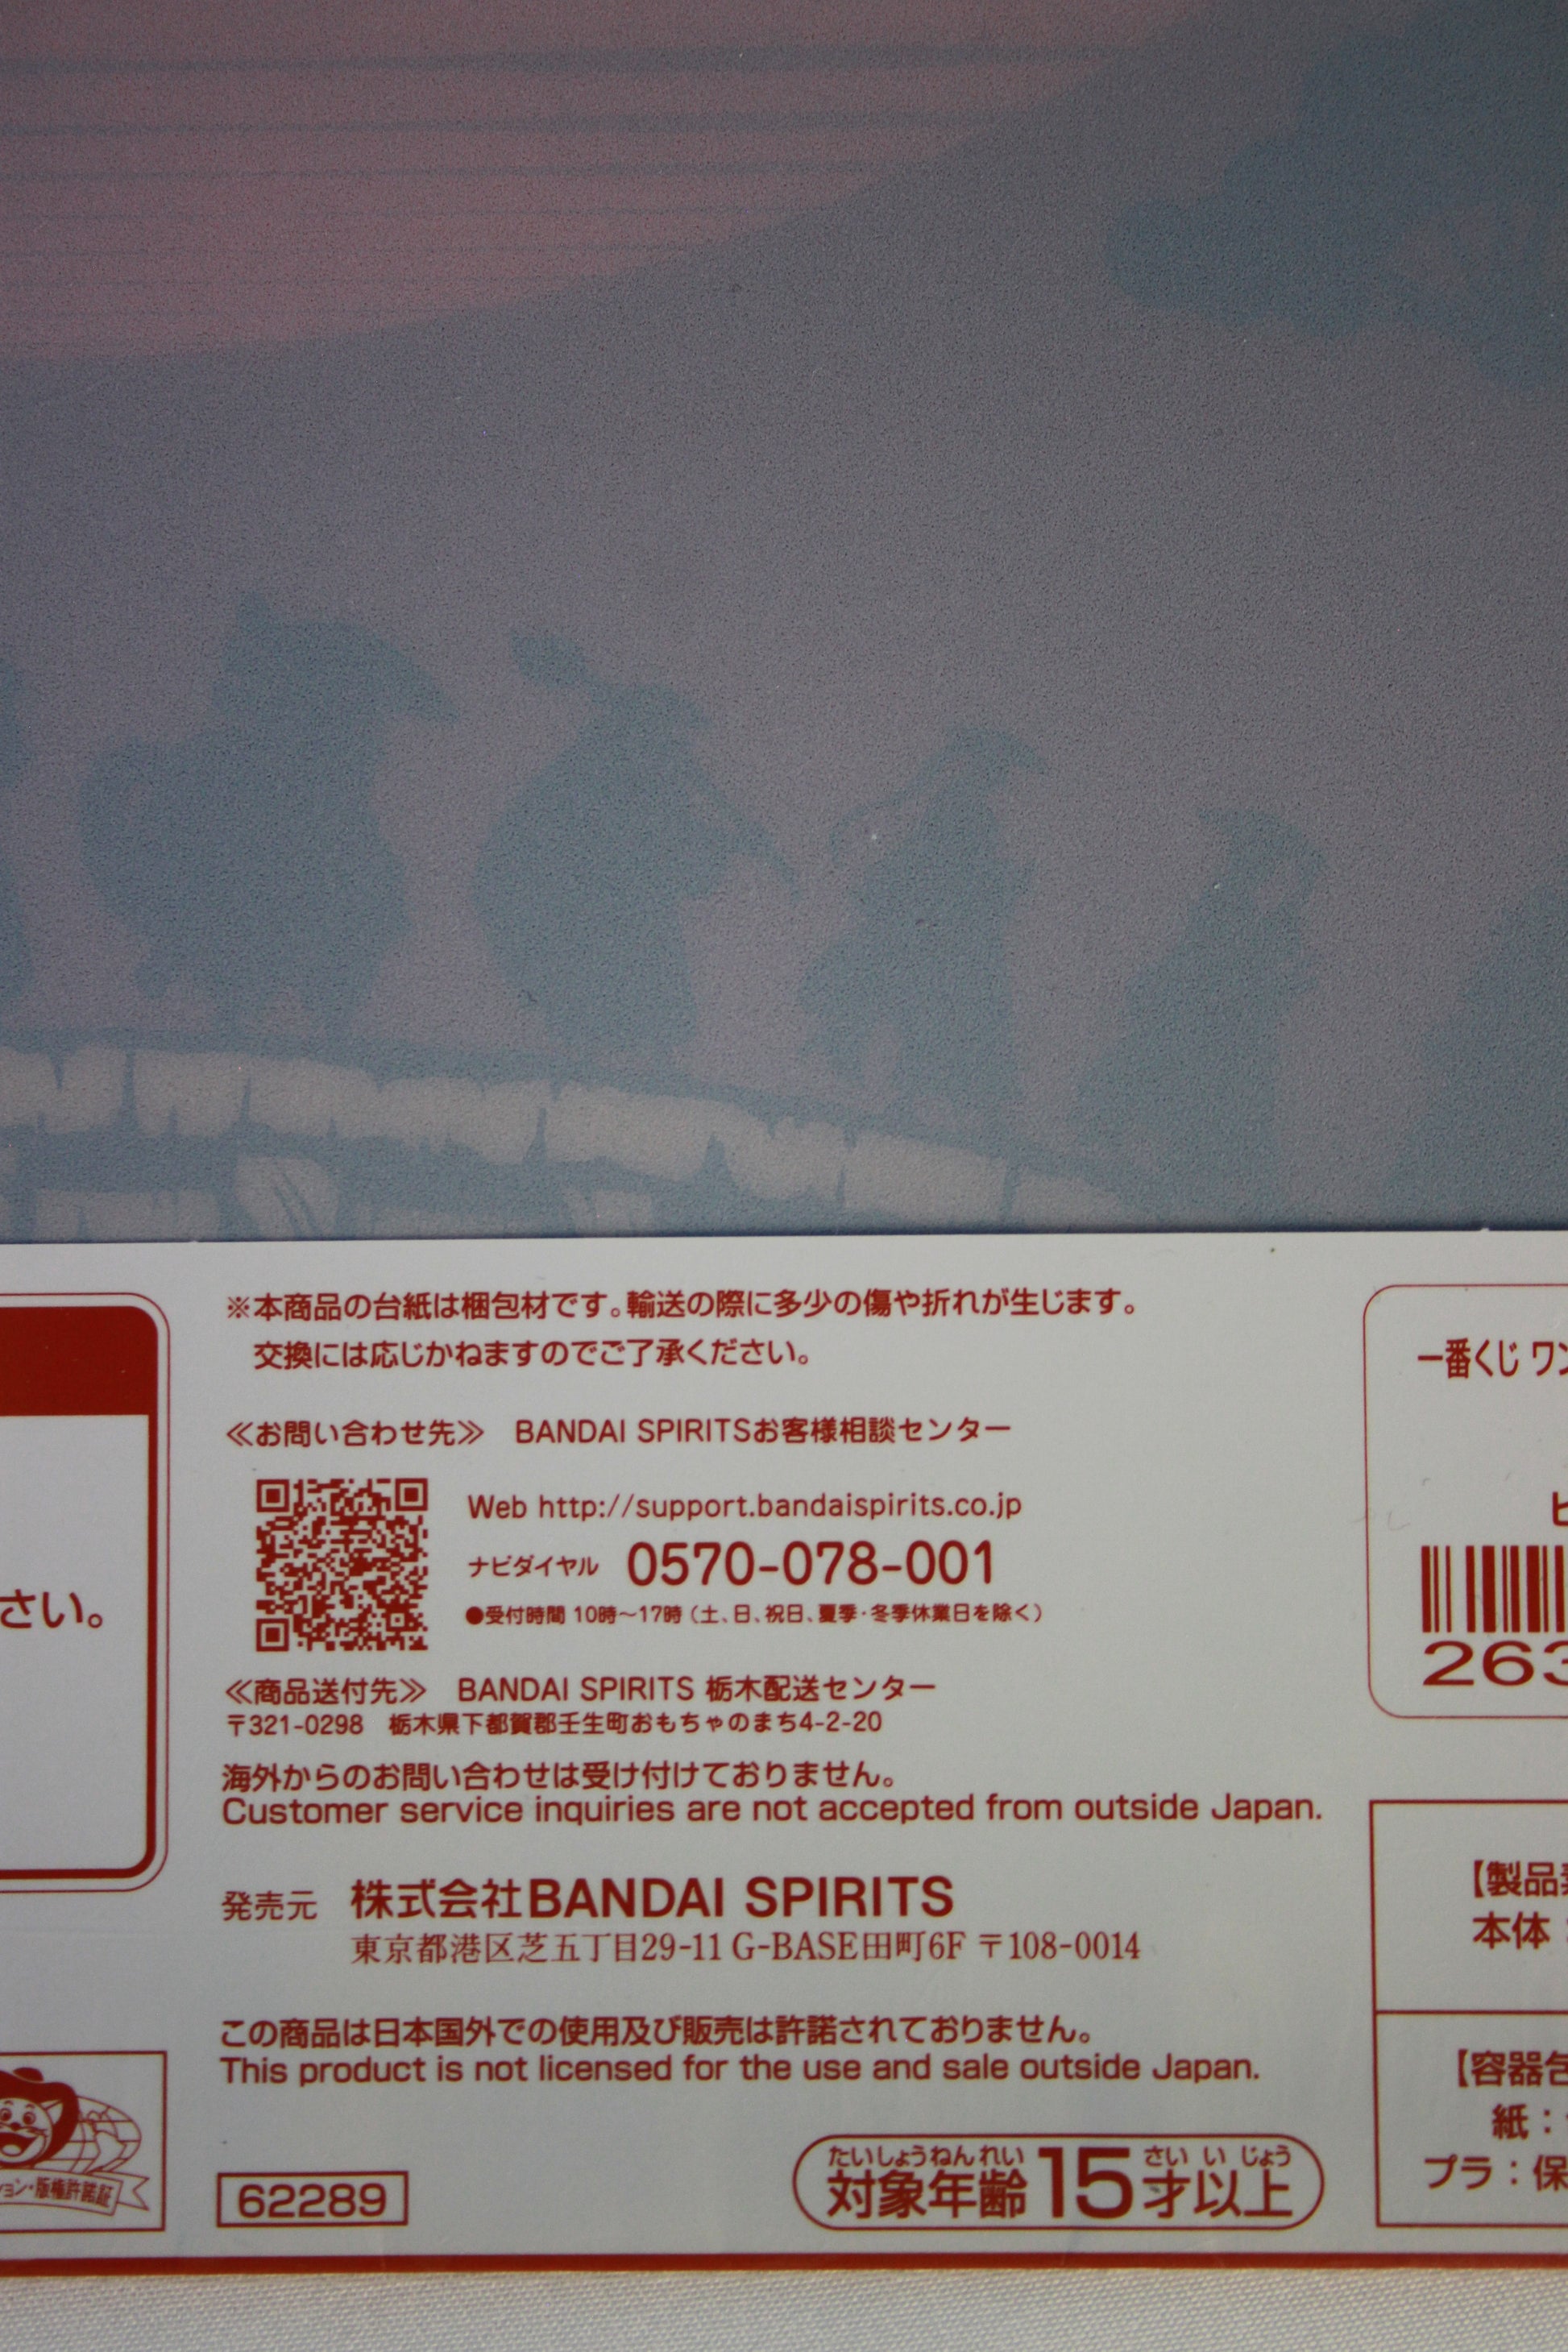 ※本商品の台紙は梱包材です。輸送の際に多少の傷や折れが生じます。
交換には応じかねますのでご了承ください。
≪お問い合わせ先≫　BANDAI SPIRITSお客様相談センター
Web http://support.bandaispirits.co.jp
ナビダイヤル　0570-078-001
●受付時間 10時～17時（土、日、祝日、夏季・冬季休業日を除く）
≪商品送付先≫　BANDAI SPIRITS 栃木配送センター
〒321-0298　栃木県下都賀郡壬生町おもちゃのまち4-2-20
海外からのお問い合わせは受け付けておりません。
Customer service inquiries are not accepted from outside Japan.
発売元　株式会社BANDAI SPIRITS
東京都港区芝五丁目29-11 G-BASE田町6F 〒108-0014
この商品は日本国外での使用及び販売は許諾されておりません。
This product is not licensed for the use and sale outside Japan.
62289
たいしょうねんれい　さい い じょう
対象年齢15才以上
さい。
ション・版権許諾証
一番くじ ワン
263
【製品素
本体：
【容器包
紙：
プラ：保